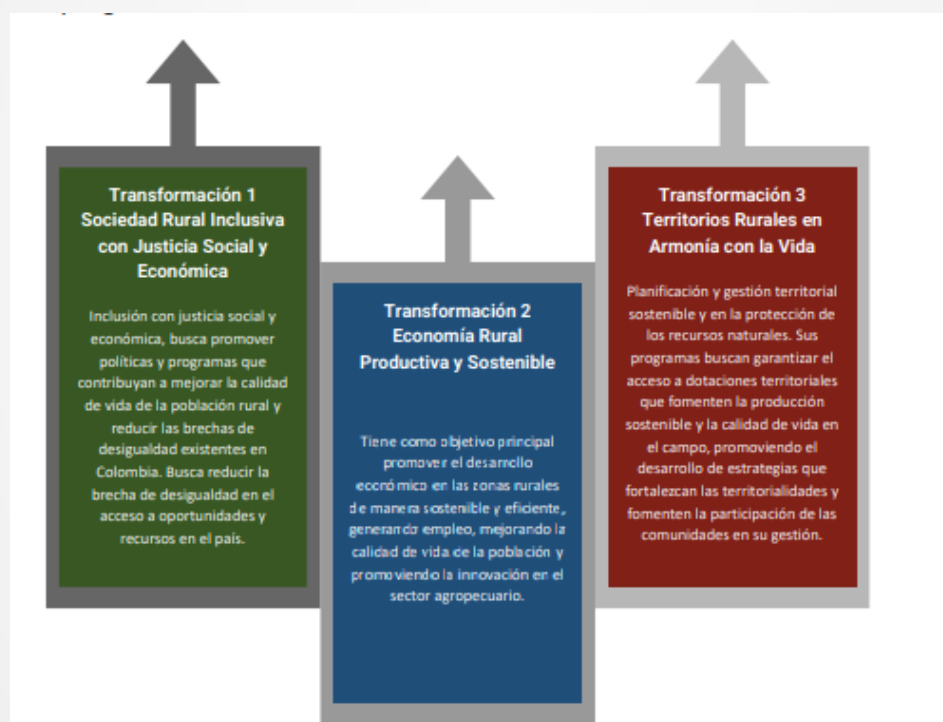 Transformación 1
Sociedad Rural Inclusiva
con Justicia Social y
Económica
Inclusión con justicia social y
económica, busca promover
políticas y programas que
contribuyan a mejorar la calidad
de vida de la población rural y
reducir las brechas de
desigualdad existentes en
Colombia. Busca reducir la
brecha de desigualdad en el
acceso a oportunidades y
recursos en el país.
Transformación 2
Economía Rural
Productiva y Sostenible
Tiene como objetivo principal
promover el desarrollo
económico en las zonas rurales
de manera sostenible y eficiente,
generando empleo, mejorando la
calidad de vida de la población y
promoviendo la innovación en el
sector agropecuario.
Transformación 3
Territorios Rurales en
Armonía con la Vida
Planificación y gestión territorial
sostenible y en la protección de
los recursos naturales. Sus
programas buscan garantizar el
acceso a dotaciones territoriales
que fomenten la producción
sostenible y la calidad de vida en
el campo, promoviendo el
desarrollo de estrategias que
fortalezcan las territorialidades y
fomenten la participación de las
comunidades en su gestión.